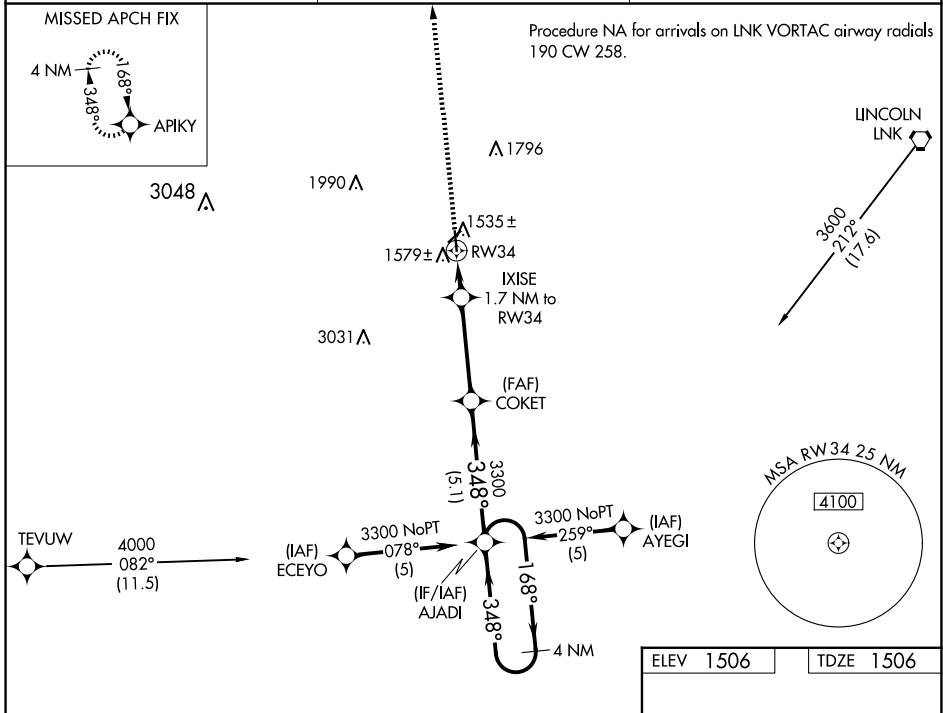 MISSED APCH FIX
4 NM
168°
348°
APIKY
Procedure NA for arrivals on LNK VORTAC airway radials
190 CW 258.
LINCOLN
LNK
3600
212°
(17.6)
1796
1990
3048
1535 ±
1579 ±
RW34
IXISE
1.7 NM to
RW34
3031
(FAF)
COKET
3300
348°
(5.1)
MSA RW34 25 NM
4100
TEVUW
4000
082°
(11.5)
(IAF)
ECEYO
3300 NoPT
078°
(5)
(IF/IAF)
AJADI
3300 NoPT
259°
(5)
(IAF)
AYEGI
348°
168°
4 NM
ELEV 1506
TDZE 1506